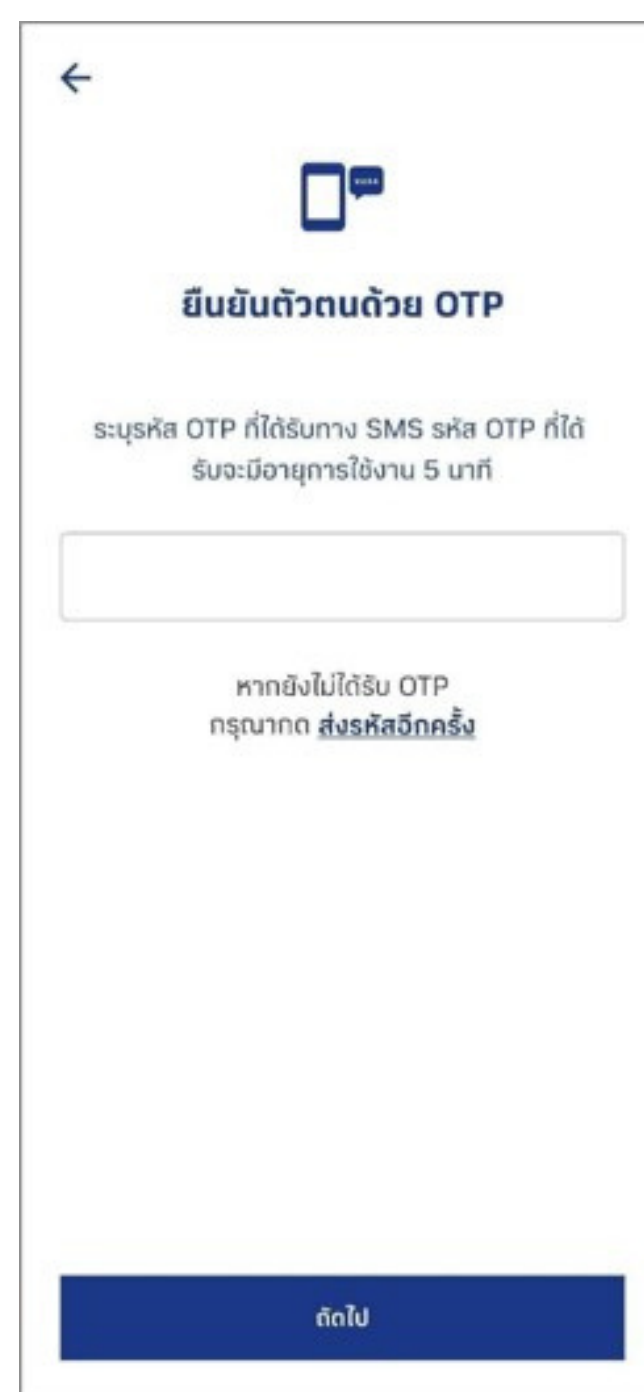 ยืนยันตัวตนด้วย OTP
ระบุรหัส OTP ที่ได้รับทาง SMS รหัส OTP ที่ได้
รับจะมีอายุการใช้งาน 5 นาที
หากยังไม่ได้รับ OTP
กรุณากด ส่งรหัสอีกครั้ง
ถัดไป